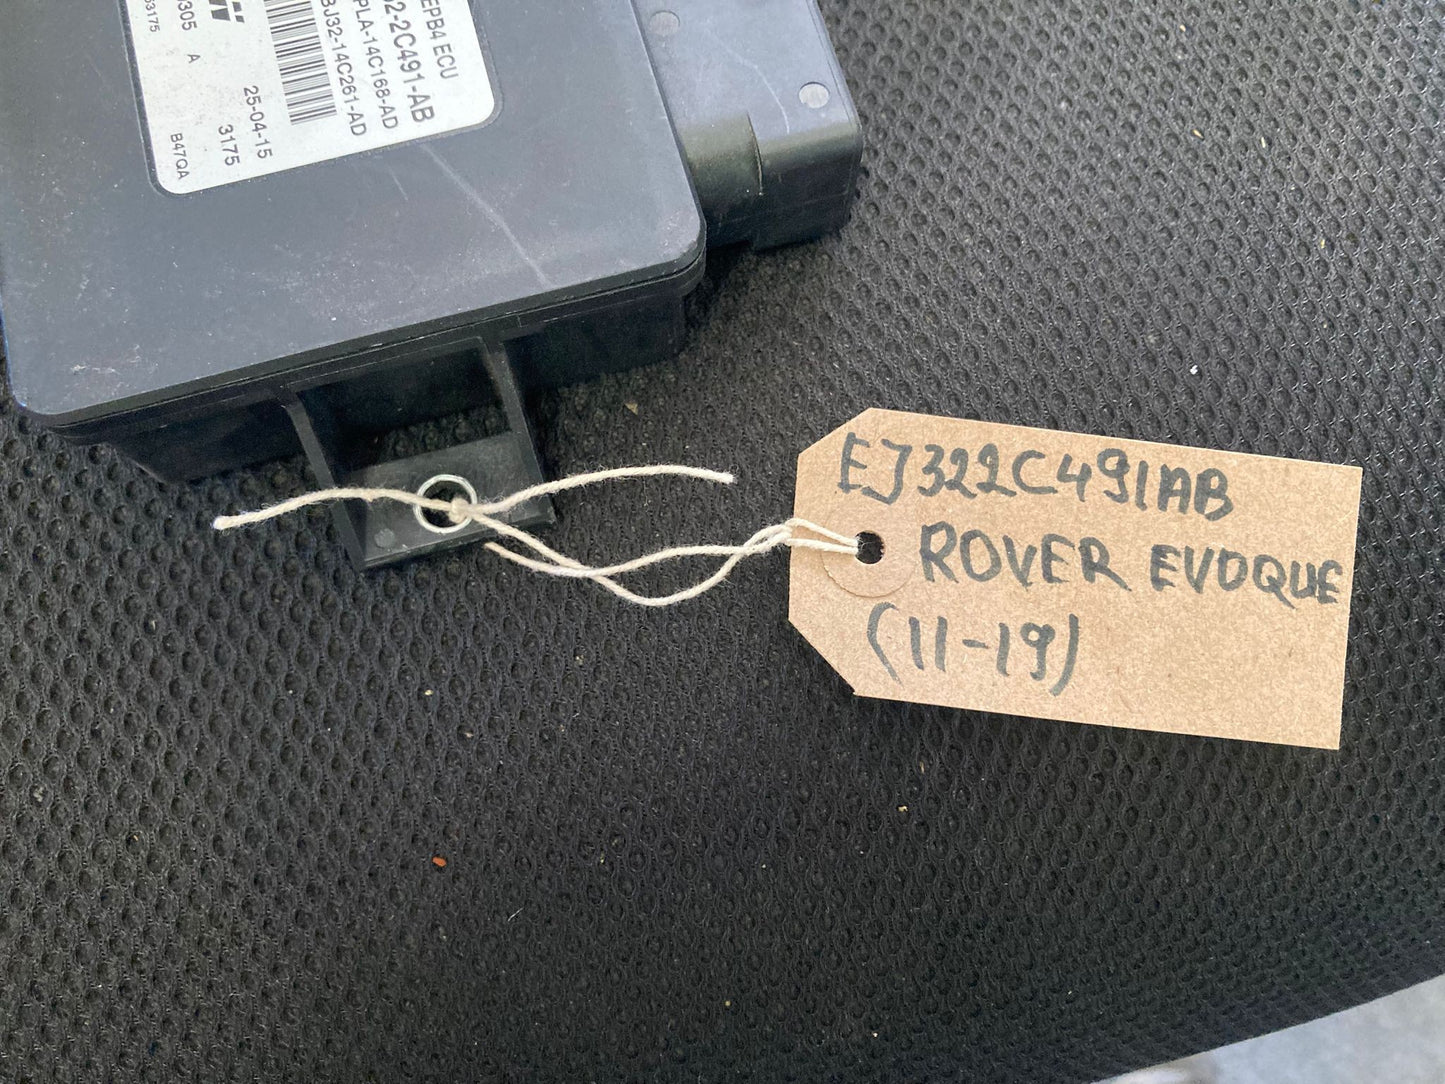 EPB4 ECU
2-2C491-AB
PLA-14C168-AD
BJ32-14C261-AD
25-04-15
3175
305 A
B47QA
3175
EJ322C491AB
ROVER EVOQUE
(11-19)